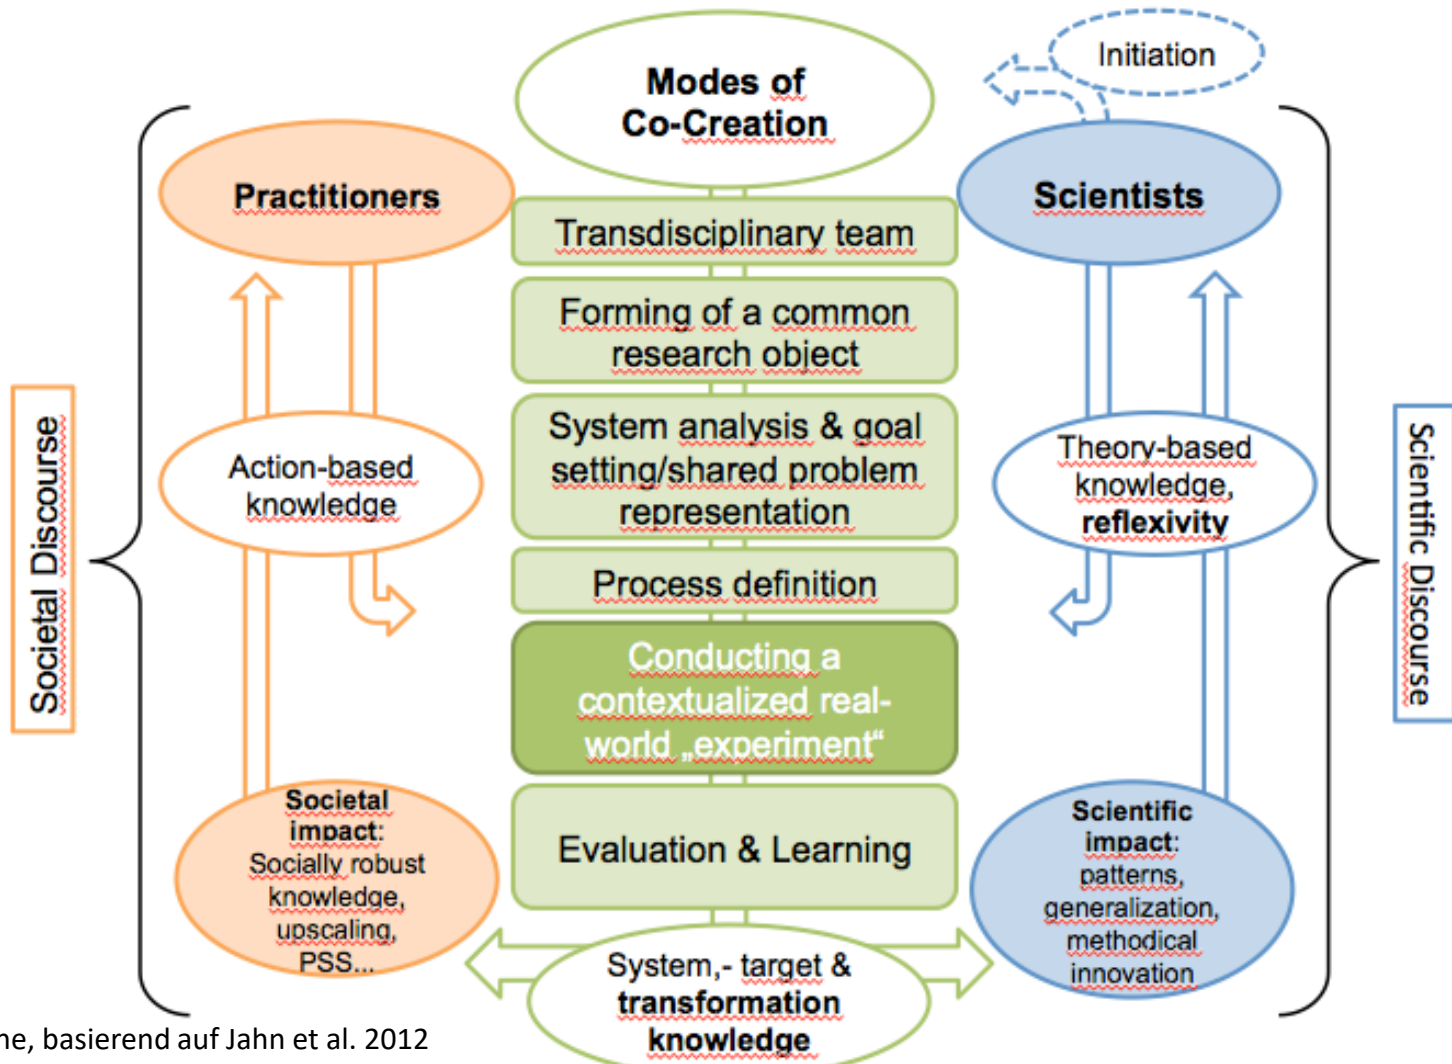 Initiation
Modes of
Co-Creation
Practitioners
Scientists
Transdisciplinary team
Forming of a common
research object
System analysis & goal
setting/shared problem
representation
Process definition
Conducting a
contextualized real-
world „experiment“
Evaluation & Learning
System,- target &
transformation
knowledge
Societal Discourse
Action-based
knowledge
Societal
impact:
Socially robust
knowledge,
upscaling,
PSS...
Theory-based
knowledge,
reflexivity
Scientific
impact:
patterns,
generalization,
methodical
innovation
Scientific Discourse
basierend auf Jahn et al. 2012